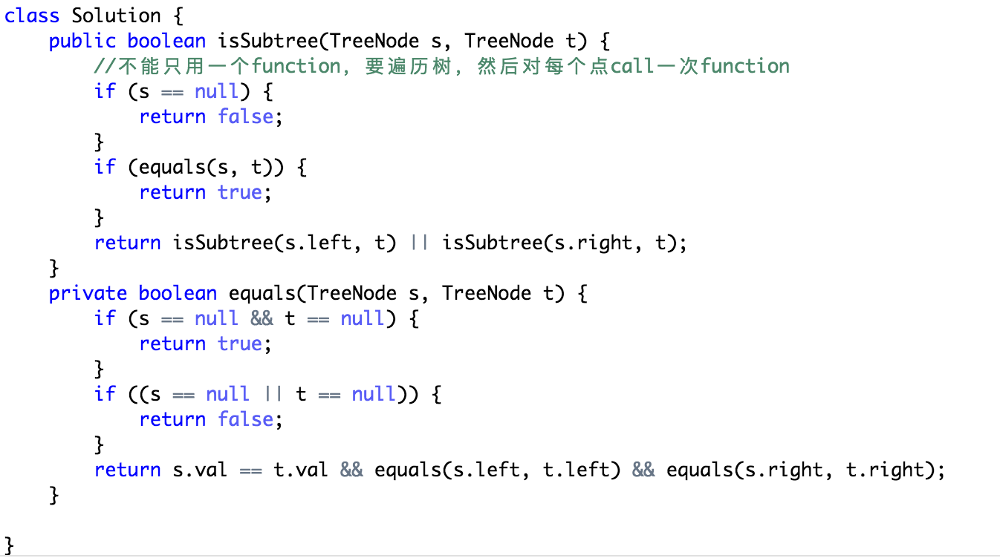 class Solution {
    public boolean isSubtree(TreeNode s, TreeNode t) {
        //不能只用一个function, 要遍历树, 然后对每个点call一次function
        if (s == null) {
            return false;
        }
        if (equals(s, t)) {
            return true;
        }
        return isSubtree(s.left, t) || isSubtree(s.right, t);
    }
    private boolean equals(TreeNode s, TreeNode t) {
        if (s == null && t == null) {
            return true;
        }
        if ((s == null || t == null)) {
            return false;
        }
        return s.val == t.val && equals(s.left, t.left) && equals(s.right, t.right);
    }

}